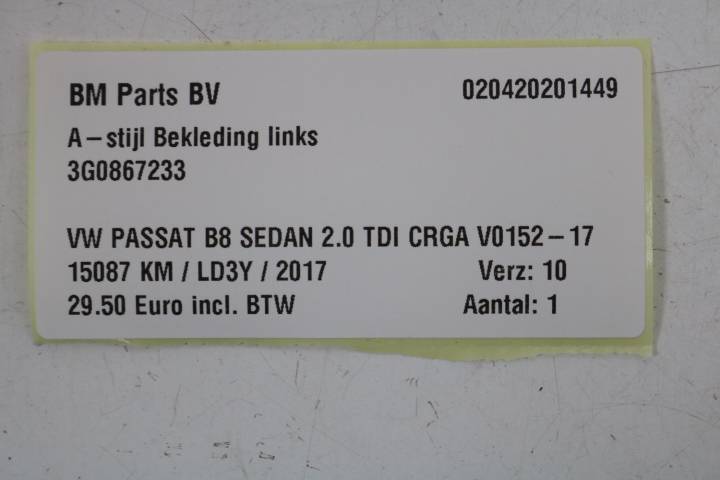 BM Parts BV 020420201449
A-stijl Bekleding links
3G0867233
VW PASSAT B8 SEDAN 2.0 TDI CRGA V0152-17
15087 KM / LD3Y / 2017 Verz: 10
29.50 Euro incl. BTW Aantal: 1